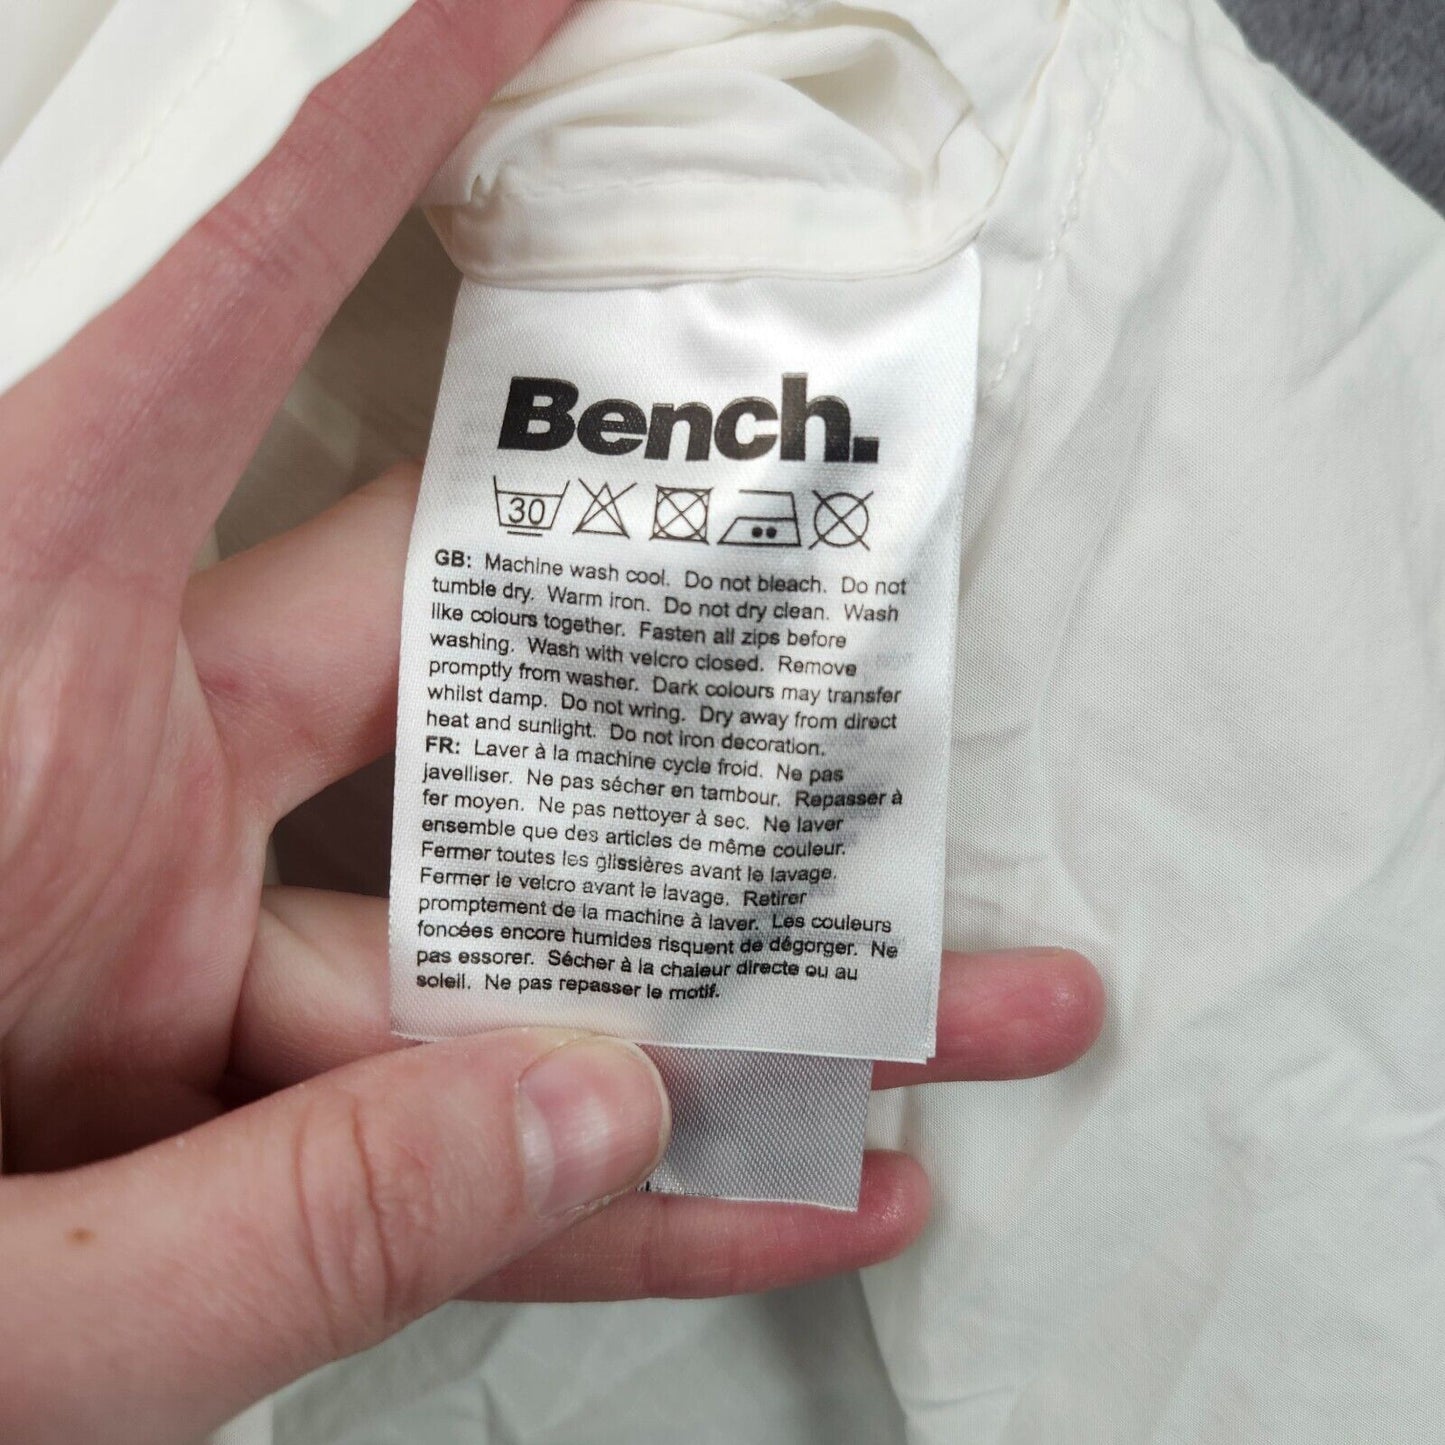 Bench.
30
GB: Machine wash cool. Do not bleach. Do not
tumble dry. Warm iron. Do not dry clean. Wash
like colours together. Fasten all zips before
washing. Wash with velcro closed. Remove
promptly from washer. Dark colours may transfer
whilst damp. Do not wring. Dry away from direct
heat and sunlight. Do not iron decoration.
FR: Laver à la machine cycle froid. Ne pas
javelliser. Ne pas sécher en tambour. Repasser à
fer moyen. Ne pas nettoyer à sec. Ne laver
ensemble que des articles de même couleur.
Fermer toutes les glissières avant le lavage.
Fermer le velcro avant le lavage. Retirer
promptement de la machine à laver. Les couleurs
foncées encore humides risquent de dégorger. Ne
pas essorer. Sécher à la chaleur directe ou au
soleil. Ne pas repasser le motif.